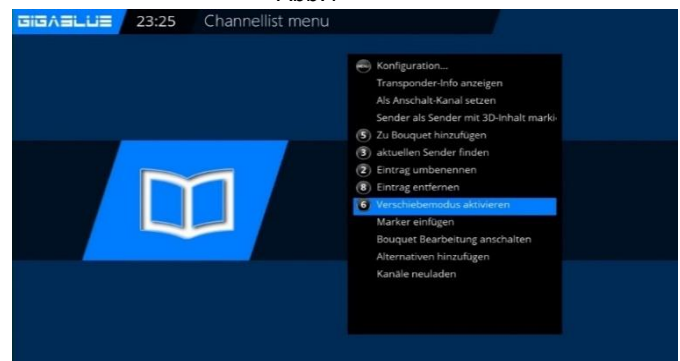 GIGABLUE 23:25 Channellist menu
MENU Konfiguration...
Transponder-Info anzeigen
Als Anschalt-Kanal setzen
Sender als Sender mit 3D-Inhalt marki
5 Zu Bouquet hinzufügen
3 aktuellen Sender finden
2 Eintrag umbenennen
8 Eintrag entfernen
6 Verschiebemodus aktivieren
Marker einfügen
Bouquet Bearbeitung anschalten
Alternativen hinzufügen
Kanäle neuladen